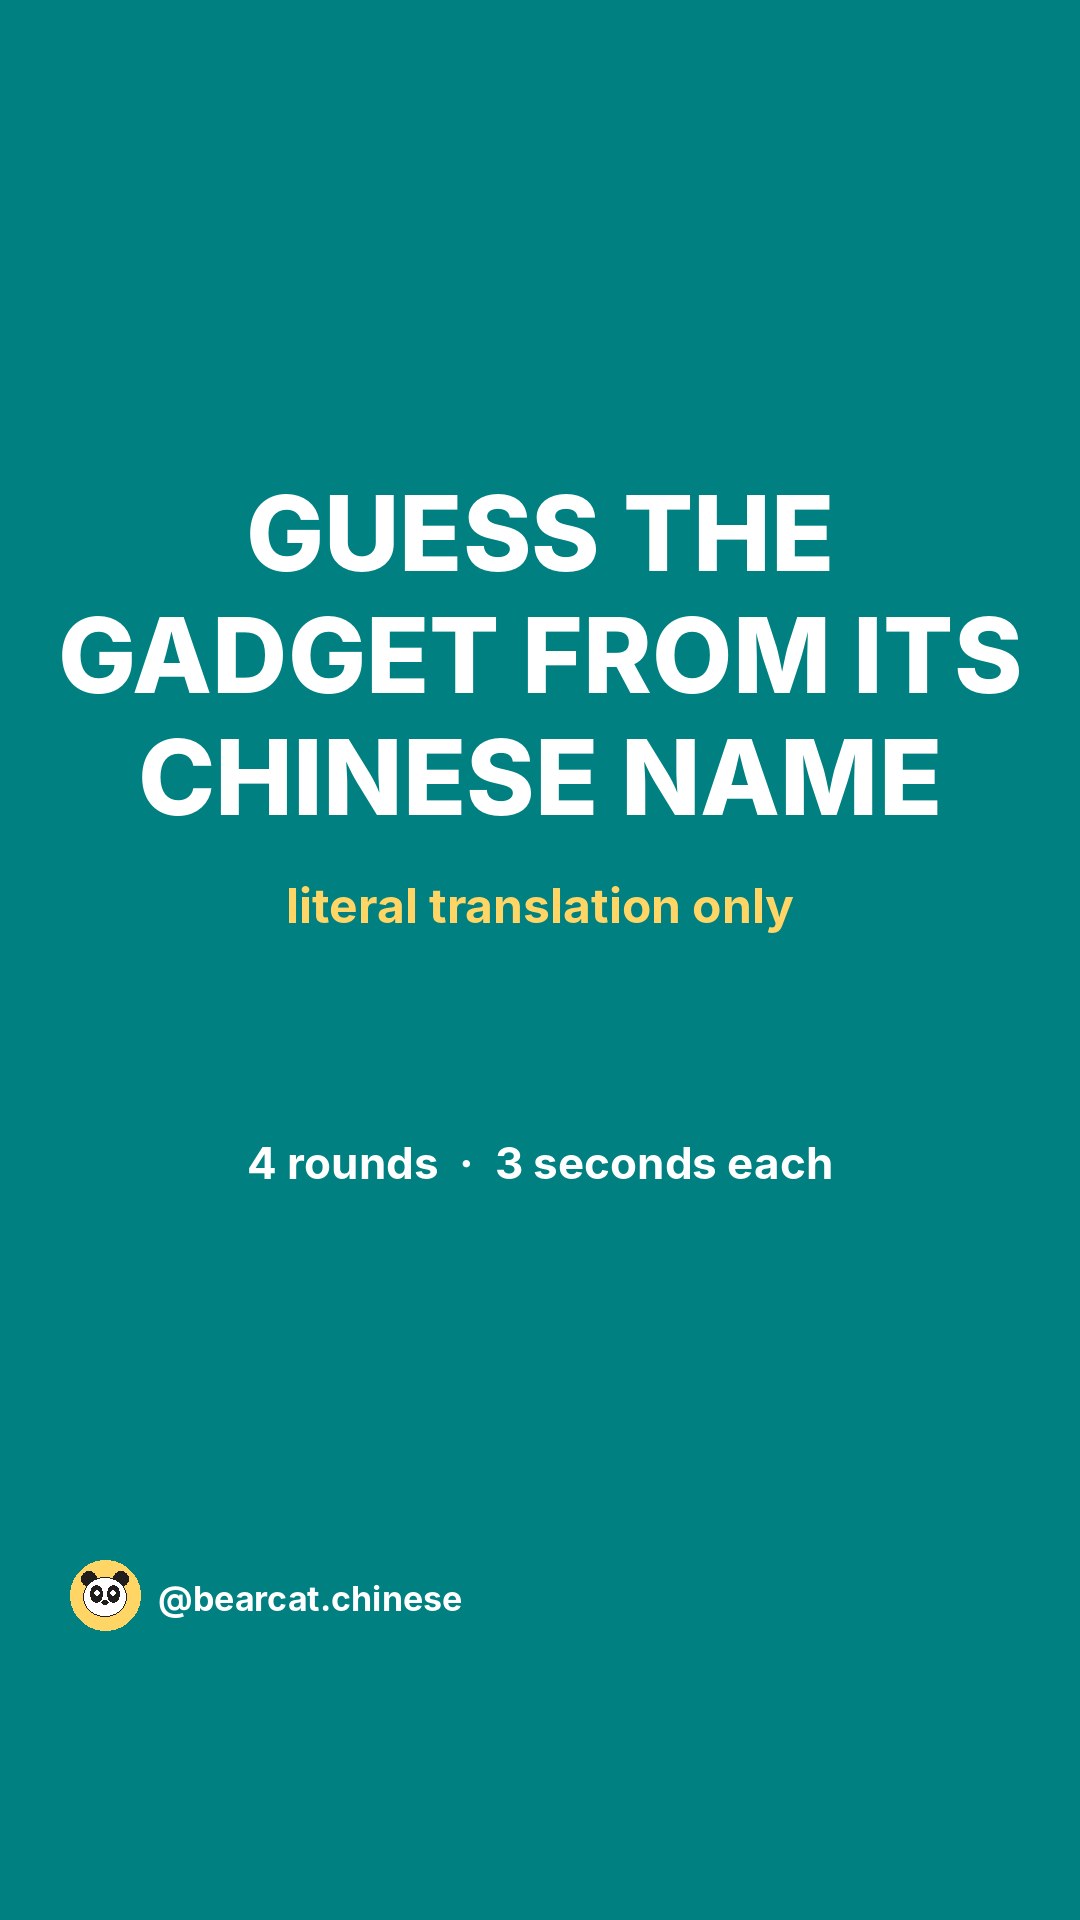 GUESS THE
GADGET FROM ITS
CHINESE NAME
literal translation only
4 rounds · 3 seconds each
@bearcat.chinese